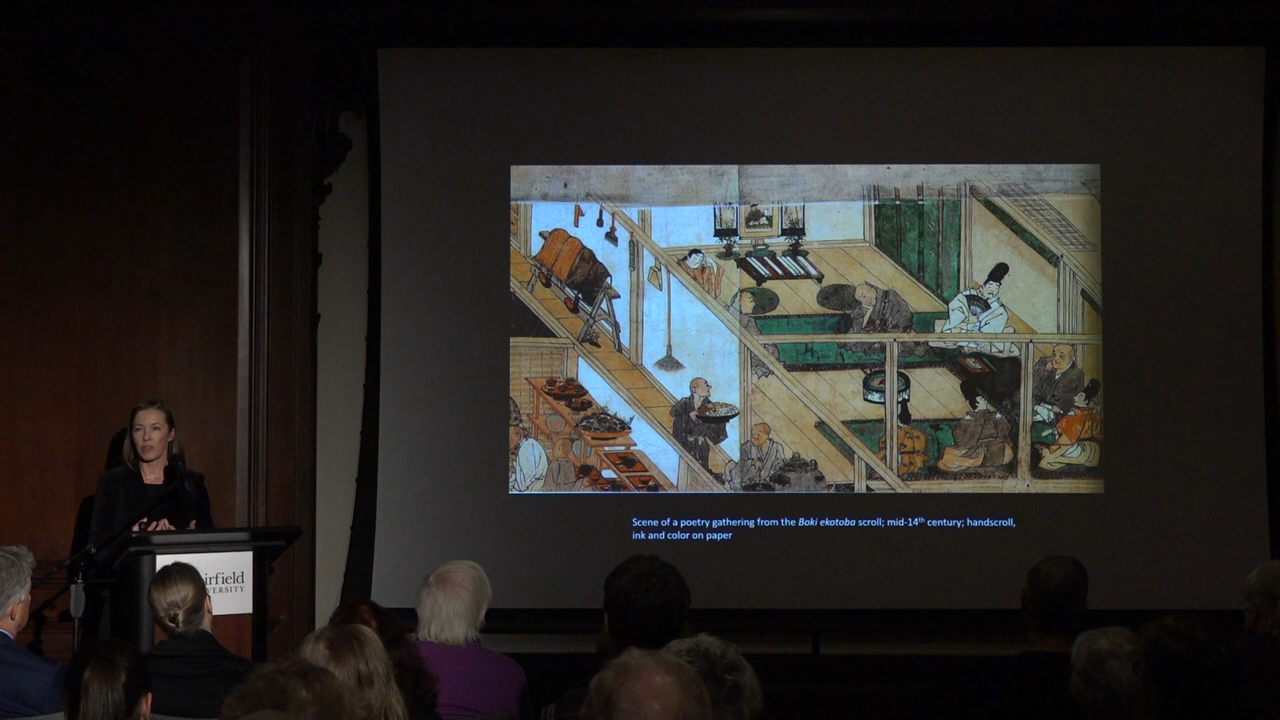 Scene of a poetry gathering from the Boki ekotoba scroll; mid-14th century; handscroll,
ink and color on paper
irfield
VERSITY